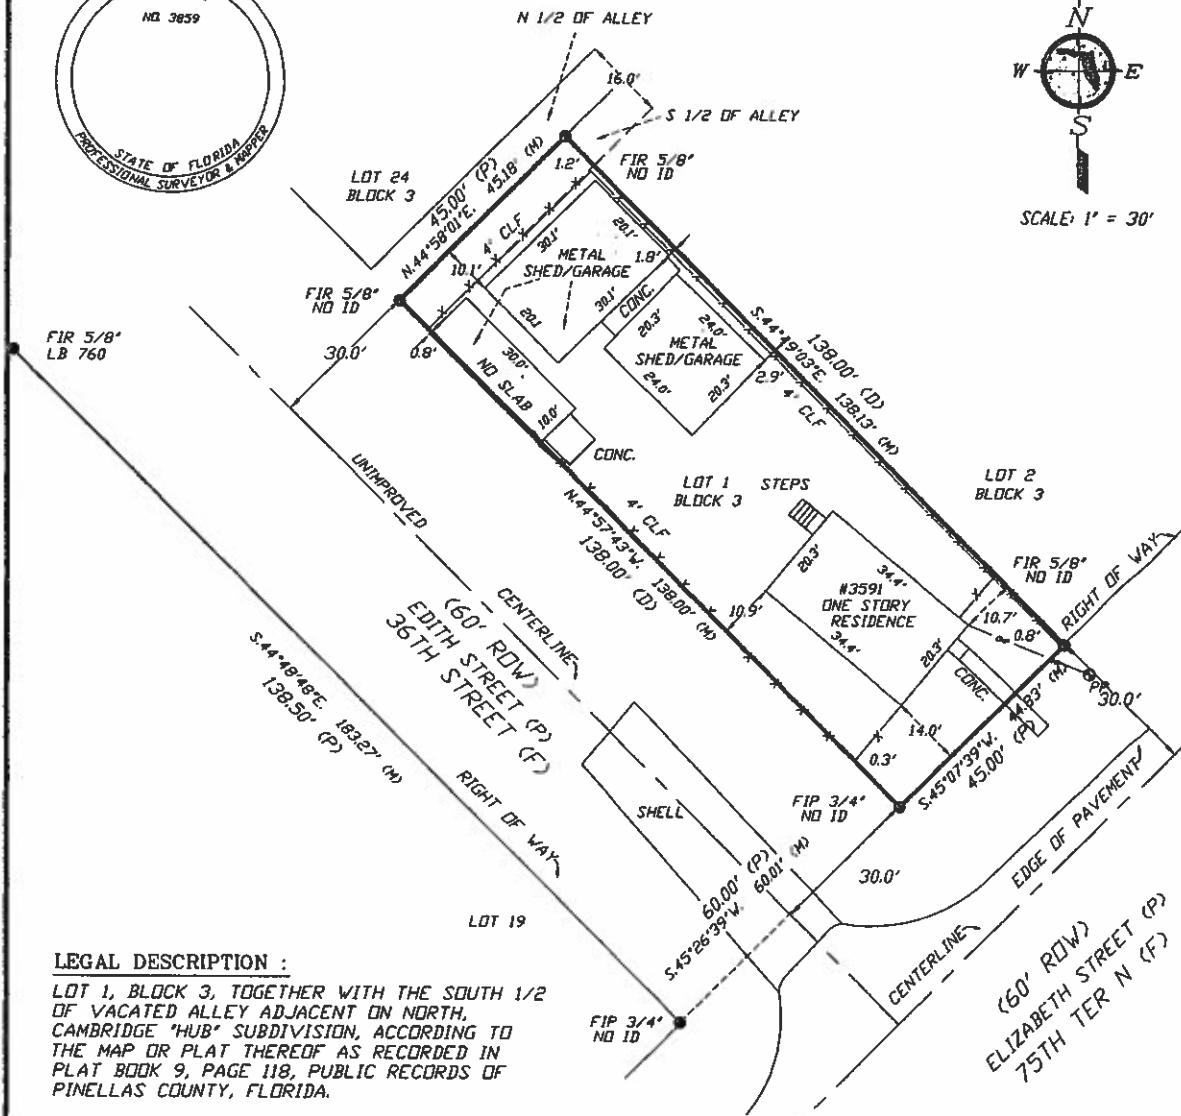 NO. 3859
STATE OF FLORIDA
PROFESSIONAL SURVEYOR & MAPPER
N 1/2 OF ALLEY
16.0'
S 1/2 OF ALLEY
N
W
E
S
SCALE: 1" = 30'
LOT 24
BLOCK 3
45.00' (P)
N.44°58'01"E. 45.18' (M)
1.2'
FIR 5/8"
NO ID
4' CLF
10.1'
30.1'
20.1'
METAL
SHED/GARAGE
1.8'
20.1
30.1'
CONC.
FIR 5/8"
NO ID
30.0'
0.8'
FIR 5/8"
LB 760
30.0'
NO SLAB
10.0'
CONC.
20.3'
24.0'
METAL
SHED/GARAGE
24.0'
20.3'
2.9'
4' CLF
138.00' (D)
S.44°49'03"E. 138.13' (M)
LOT 1
BLOCK 3
STEPS
LOT 2
BLOCK 3
UNIMPROVED
4' CLF
N.44°57'43"W. 138.00' (M)
138.00' (D)
10.9'
20.3'
34.4'
#3591
ONE STORY
RESIDENCE
34.4'
20.3'
FIR 5/8"
NO ID
RIGHT OF WAY
10.7'
0.8'
CONC.
30.0'
14.0'
0.3'
S.45°07'39"W. 44.83' (M)
45.00' (P)
CENTERLINE
(60' ROW)
EDITH STREET (P)
36TH STREET (F)
S.44°48'48"E. 183.27' (M)
138.50' (P)
RIGHT OF WAY
SHELL
FIP 3/4"
NO ID
60.00' (P)
S.45°26'39"W. 60.01' (M)
30.0'
EDGE OF PAVEMENT
CENTERLINE
(60' ROW)
ELIZABETH STREET (P)
75TH TER N (F)
LOT 19
FIP 3/4"
NO ID
LEGAL DESCRIPTION :
LOT 1, BLOCK 3, TOGETHER WITH THE SOUTH 1/2
OF VACATED ALLEY ADJACENT ON NORTH,
CAMBRIDGE "HUB" SUBDIVISION, ACCORDING TO
THE MAP OR PLAT THEREOF AS RECORDED IN
PLAT BOOK 9, PAGE 118, PUBLIC RECORDS OF
PINELLAS COUNTY, FLORIDA.